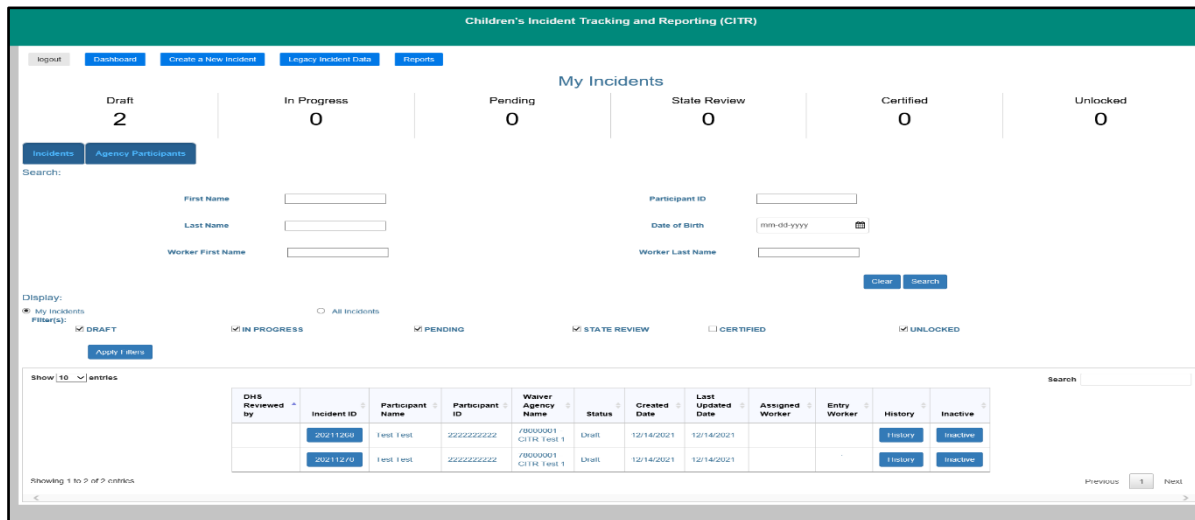 Children's Incident Tracking and Reporting (CITR)
logout Dashboard Create a New Incident Legacy Incident Data Reports
My Incidents
Draft In Progress Pending State Review Certified Unlocked
2 0 0 0 0 0
Incidents Agency Participants
Search:
First Name Participant ID
Last Name Date of Birth mm-dd-yyyy
Worker First Name Worker Last Name
Clear Search
Display:
My Incidents All Incidents
Filter(s):
DRAFT IN PROGRESS PENDING STATE REVIEW CERTIFIED UNLOCKED
Apply Filters
Show 10 entries Search
DHS Reviewed by Incident ID Participant Name Participant ID Waiver Agency Name Status Created Date Last Updated Date Assigned Worker Entry Worker History Inactive
20211260 Test Test 2222222222 78000001 CITR Test 1 Draft 12/14/2021 12/14/2021 History Inactive
20211270 Test Test 2222222222 78000001 CITR Test 1 Draft 12/14/2021 12/14/2021 History Inactive
Showing 1 to 2 of 2 entries Previous 1 Next